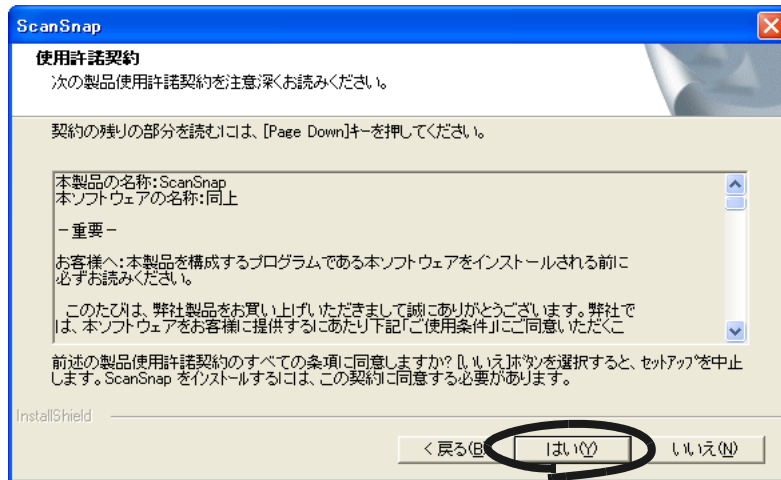 ScanSnap
使用許諾契約
次の製品使用許諾契約を注意深くお読みください。
契約の残りの部分を読むには、[Page Down]キーを押してください。
本製品の名称:ScanSnap
本ソフトウェアの名称:同上
－重要－
お客様へ:本製品を構成するプログラムである本ソフトウェアをインストールされる前に
必ずお読みください。
このたびは、弊社製品をお買い上げいただきまして誠にありがとうございます。弊社で
は、本ソフトウェアをお客様に提供するにあたり下記「ご使用条件」にご同意いただくこ
前述の製品使用許諾契約のすべての条項に同意しますか? [いいえ]ﾎﾞﾀﾝを選択すると、ｾｯﾄｱｯﾌﾟを中止
します。ScanSnap をｲﾝｽﾄｰﾙするには、この契約に同意する必要があります。
InstallShield
< 戻る(B) はい(Y) いいえ(N)